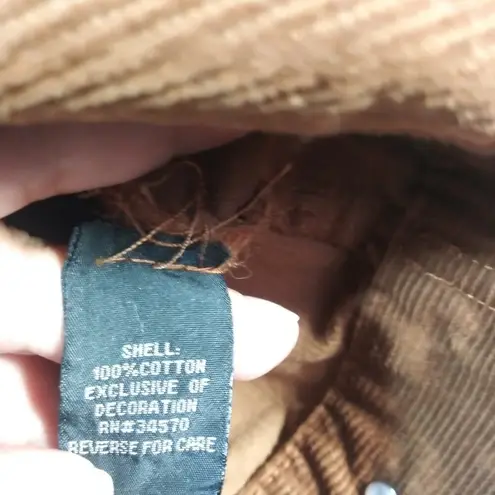 SHELL:
100%COTTON
EXCLUSIVE OF
DECORATION
RN#34570
REVERSE FOR CARE